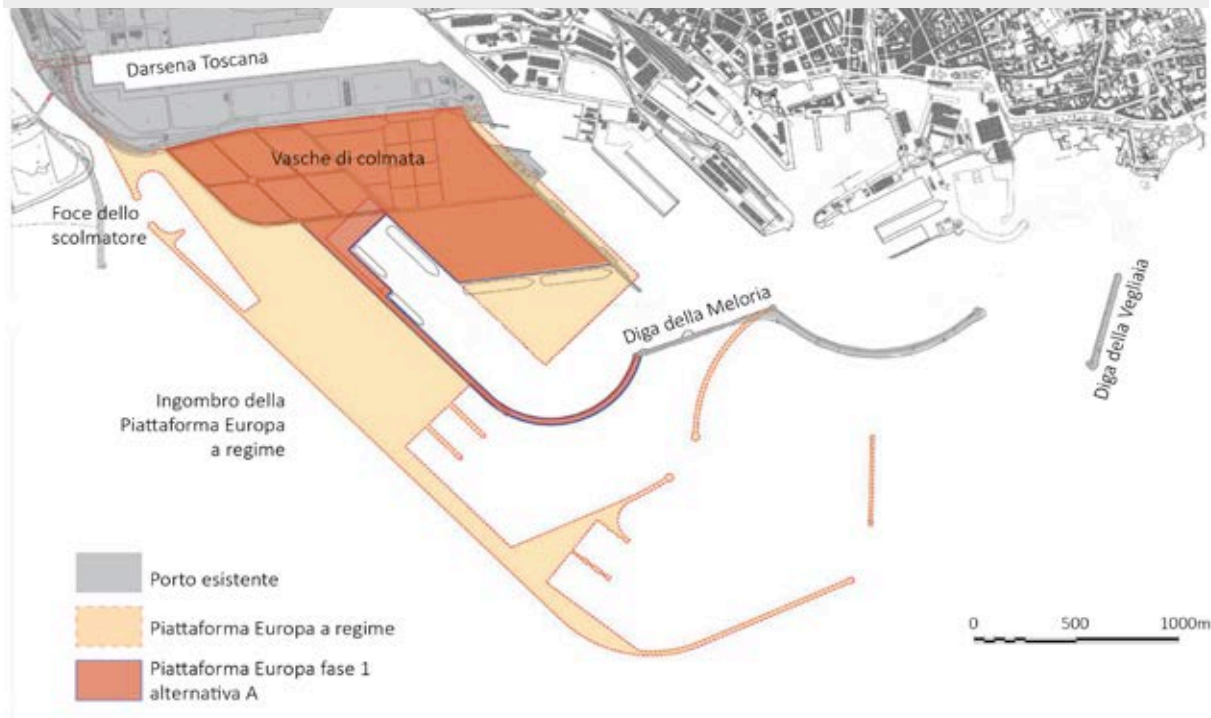 Darsena Toscana
Vasche di colmata
Foce dello
scolmatore
Diga della Meloria
Diga della Vegliaia
Ingombro della
Piattaforma Europa
a regime
Porto esistente
Piattaforma Europa a regime
Piattaforma Europa fase 1
alternativa A
0 500 1000m